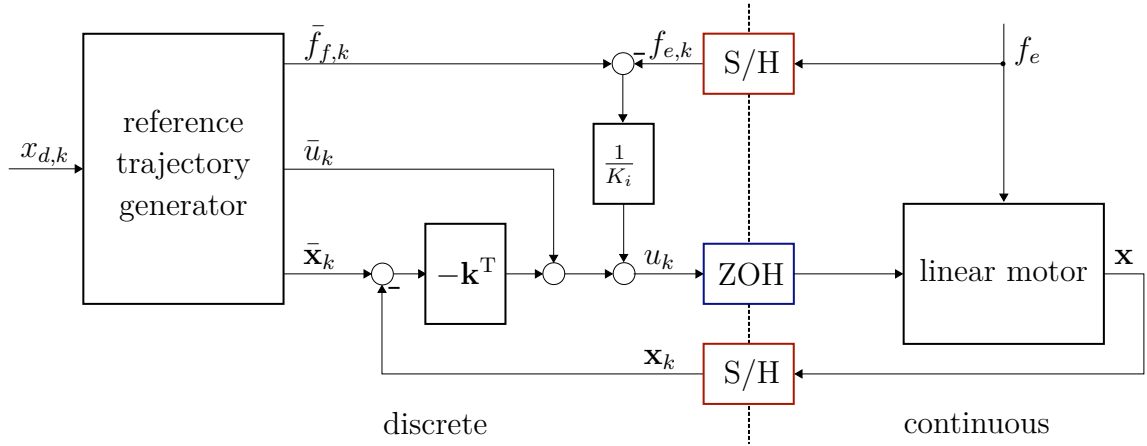 f̄_{f,k}
f_{e,k}
S/H
f_e
reference
trajectory
generator
x_{d,k}
ū_k
1/K_i
x̄_k
-
-k^T
u_k
ZOH
linear motor
x
-
x_k
S/H
discrete
continuous